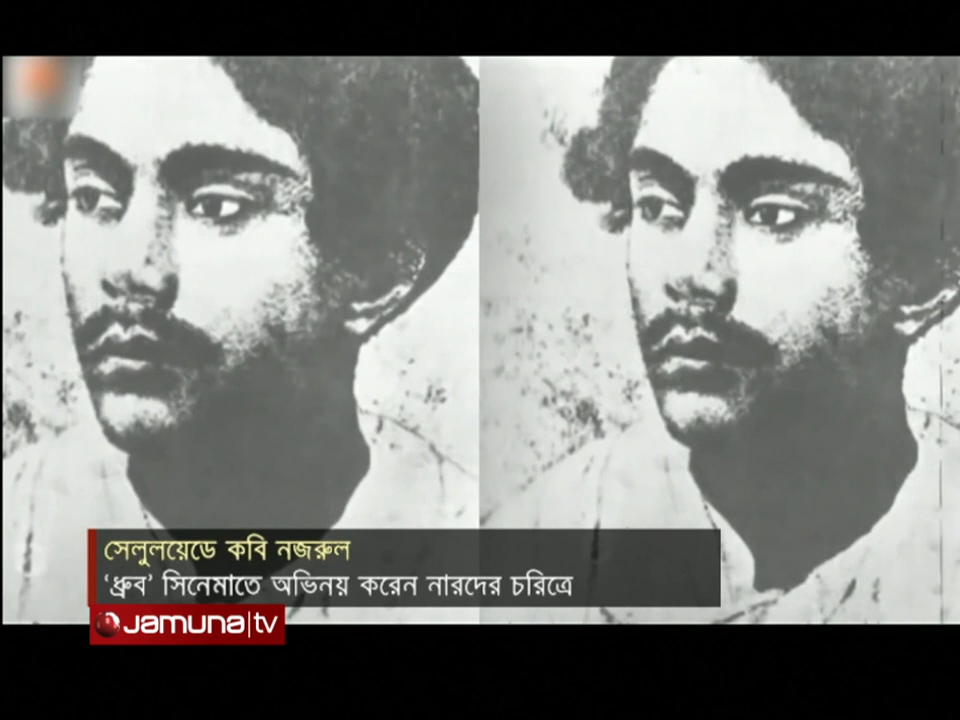 সেলুলয়েডে কবি নজরুল
‘ধ্রুব’ সিনেমাতে অভিনয় করেন নারদের চরিত্রে
Jamuna|tv